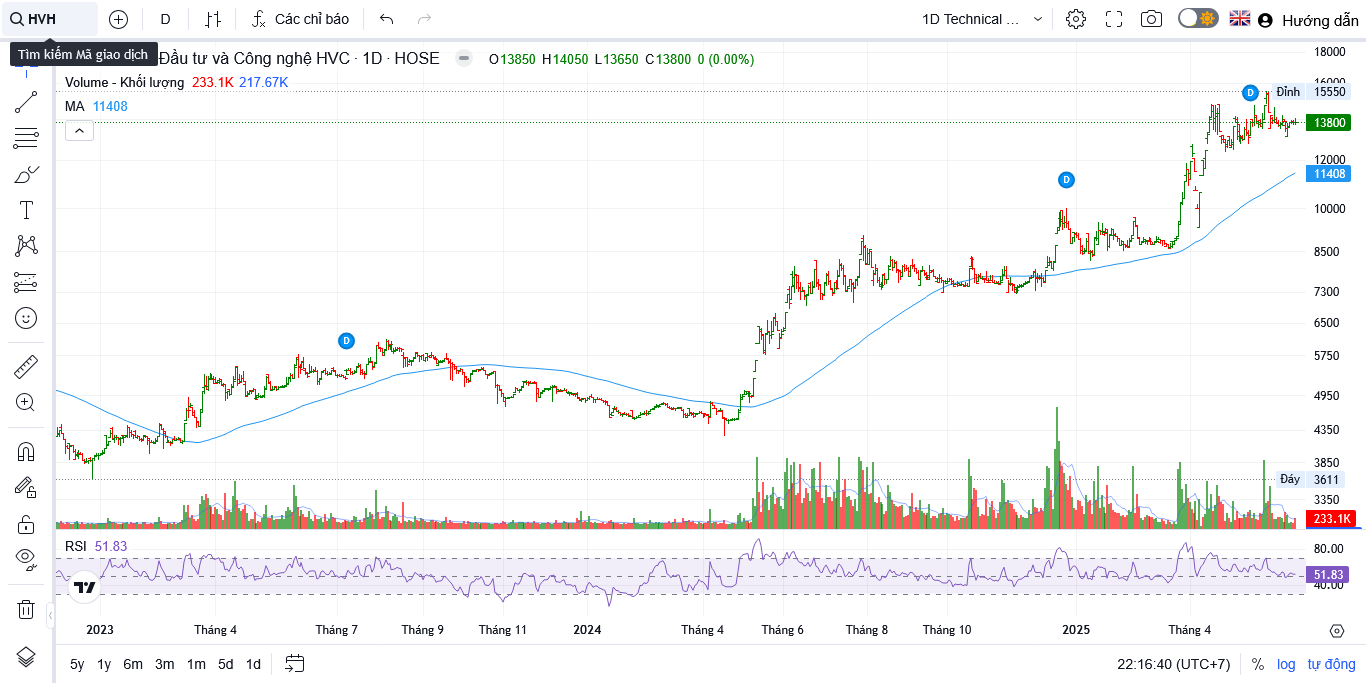 HVH D Các chỉ báo 1D Technical ... Hướng dẫn
Tìm kiếm Mã giao dịch
Đầu tư và Công nghệ HVC · 1D · HOSE O13850 H14050 L13650 C13800 0 (0.00%)
Volume - Khối lượng 233.1K 217.67K
MA 11408
18000
16000
D Đỉnh 15550
13800
12000
11408
D
10000
8500
7300
6500
D
5750
4950
4350
3850
Đáy 3611
3350
233.1K
RSI 51.83
80.00
51.83
40.00
2023 Tháng 4 Tháng 7 Tháng 9 Tháng 11 2024 Tháng 4 Tháng 6 Tháng 8 Tháng 10 2025 Tháng 4
5y 1y 6m 3m 1m 5d 1d 22:16:40 (UTC+7) % log tự động